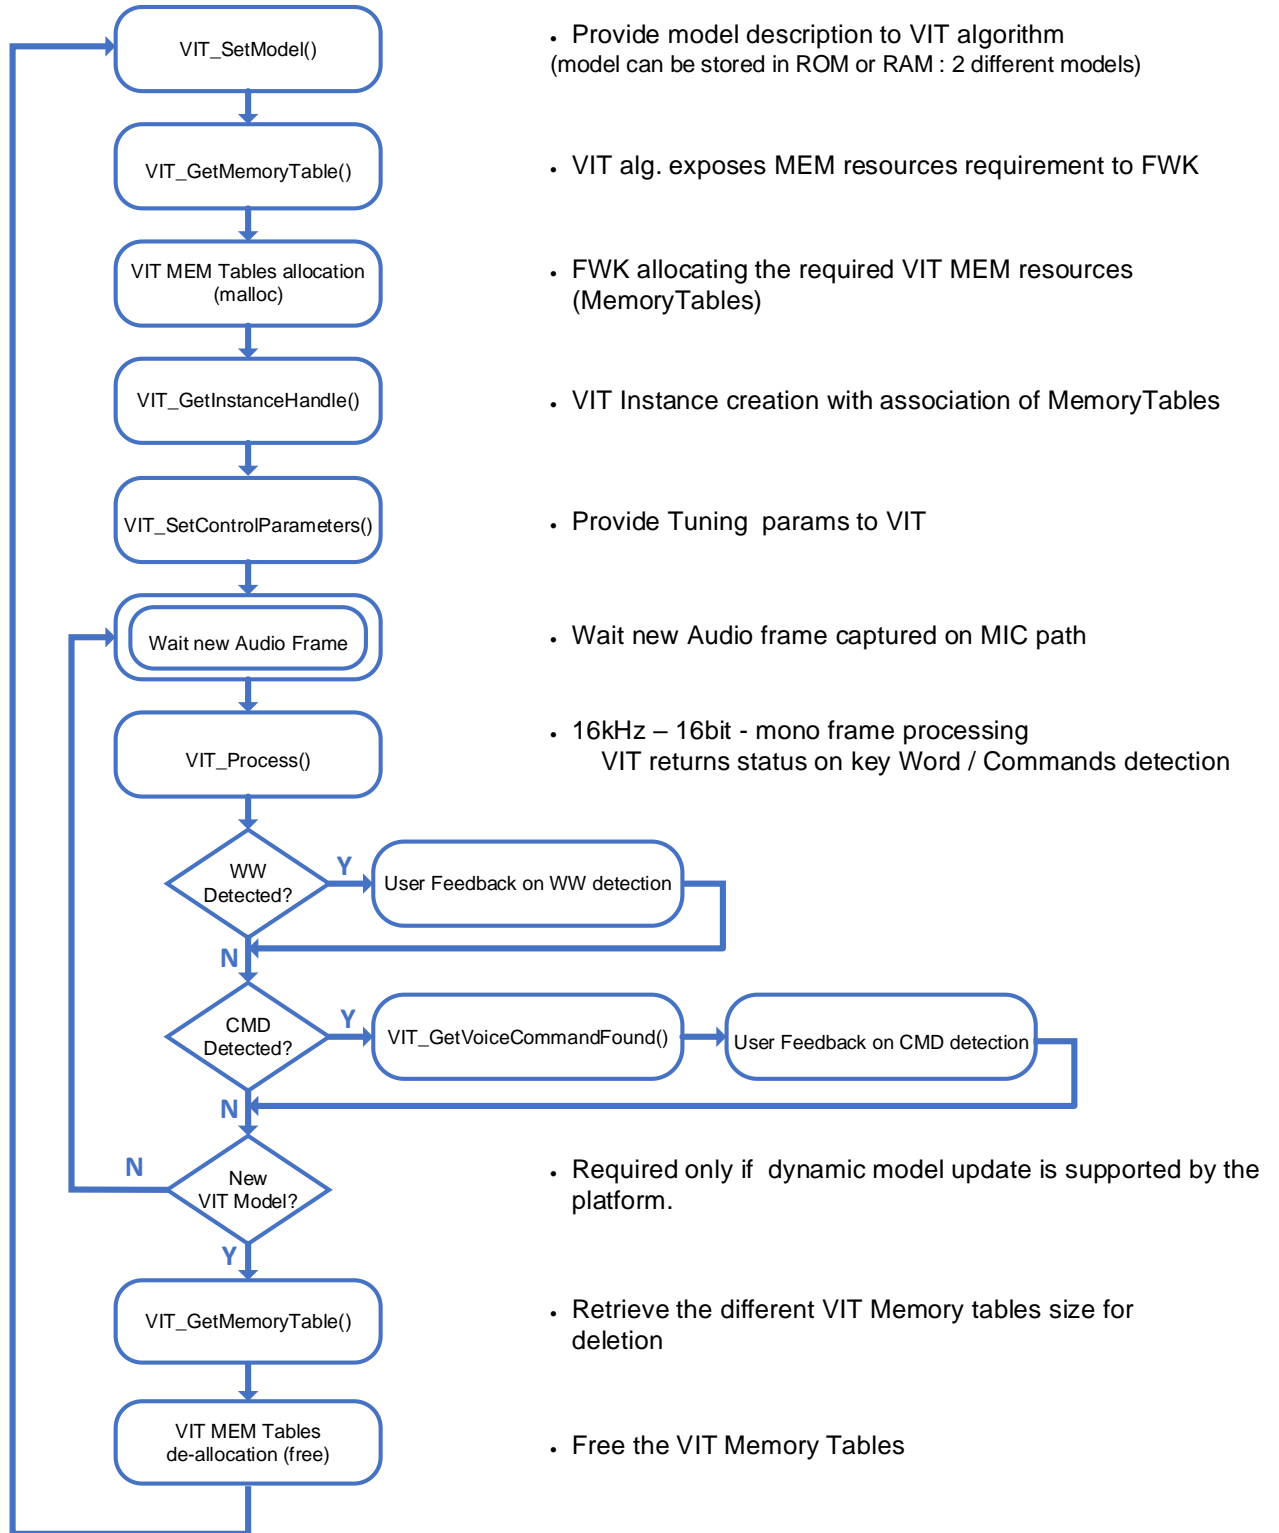 VIT_SetModel()
• Provide model description to VIT algorithm
(model can be stored in ROM or RAM : 2 different models)
VIT_GetMemoryTable()
• VIT alg. exposes MEM resources requirement to FWK
VIT MEM Tables allocation
(malloc)
• FWK allocating the required VIT MEM resources
(MemoryTables)
VIT_GetInstanceHandle()
• VIT Instance creation with association of MemoryTables
VIT_SetControlParameters()
• Provide Tuning params to VIT
Wait new Audio Frame
• Wait new Audio frame captured on MIC path
VIT_Process()
• 16kHz – 16bit - mono frame processing
VIT returns status on key Word / Commands detection
WW
Detected?
Y
User Feedback on WW detection
N
CMD
Detected?
Y
VIT_GetVoiceCommandFound()
User Feedback on CMD detection
N
New
VIT Model?
N
• Required only if dynamic model update is supported by the
platform.
Y
VIT_GetMemoryTable()
• Retrieve the different VIT Memory tables size for
deletion
VIT MEM Tables
de-allocation (free)
• Free the VIT Memory Tables